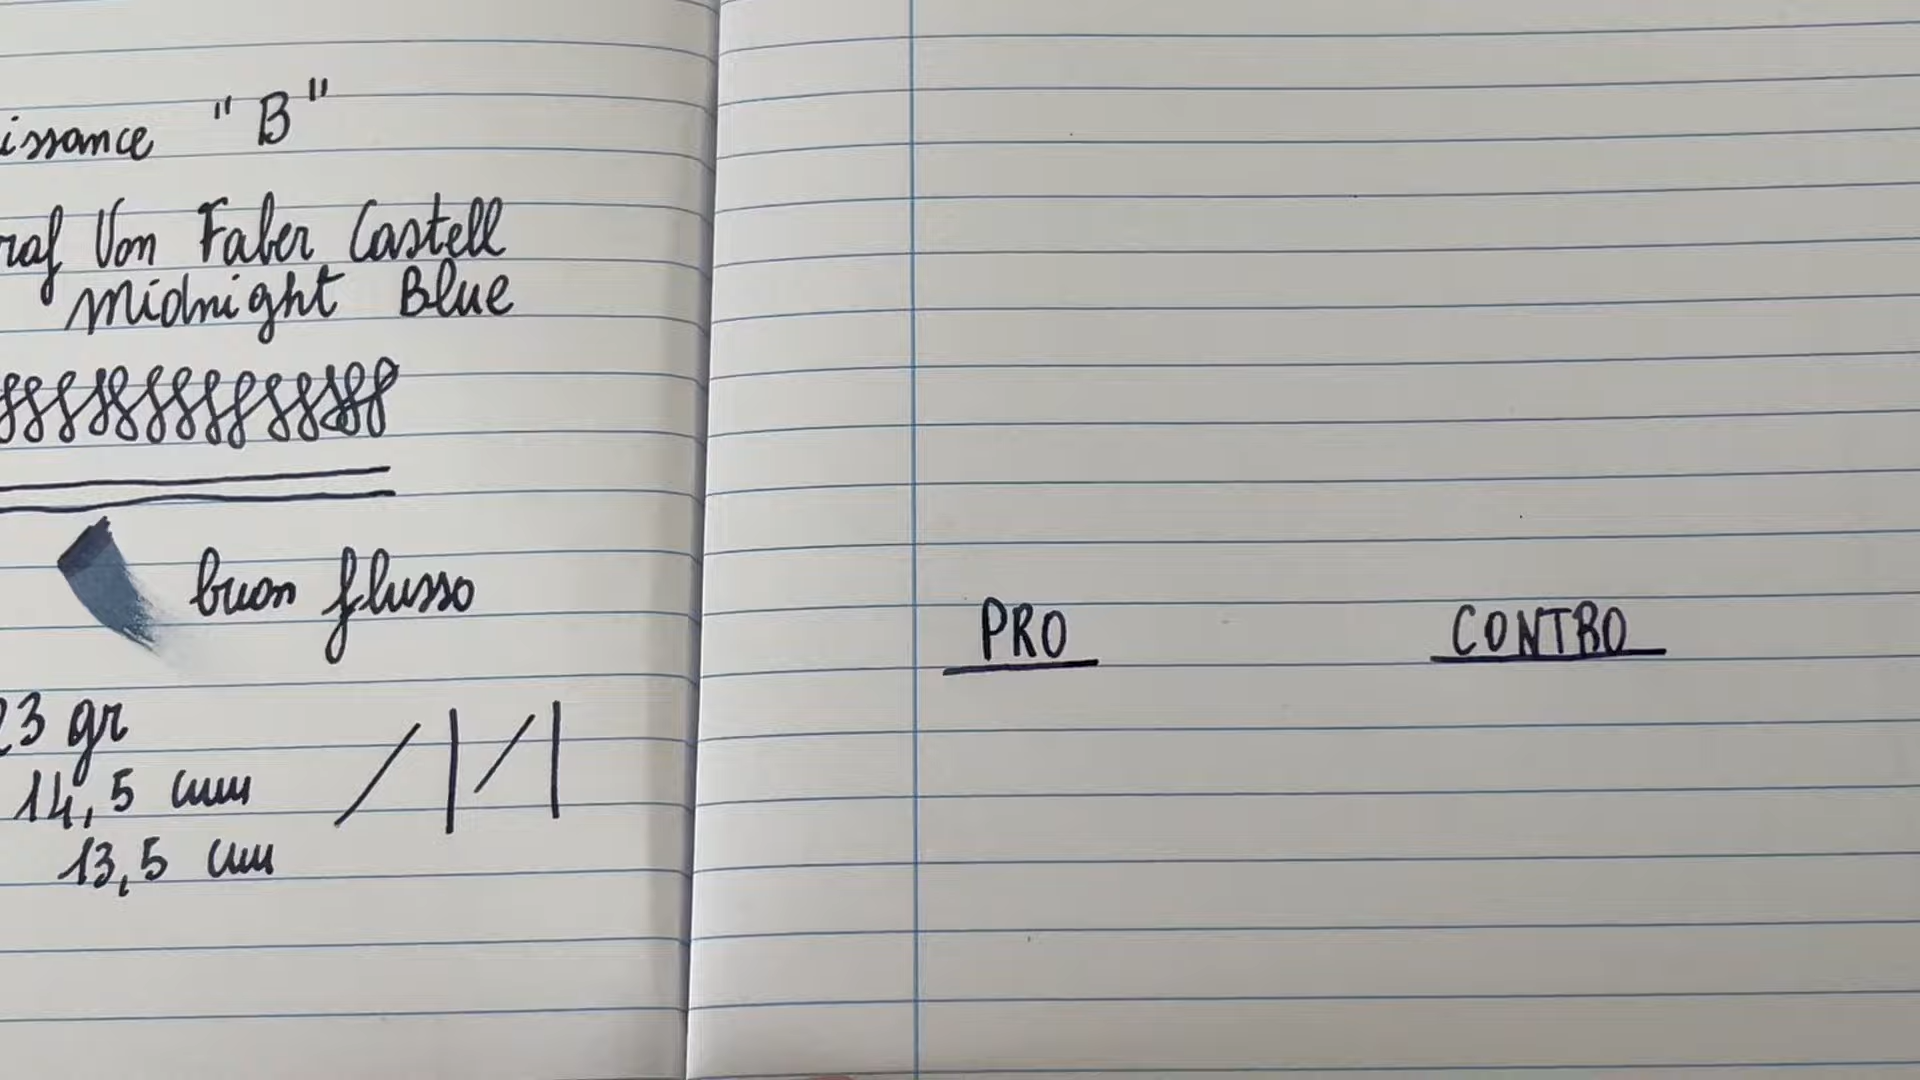 issance "B"
raf Von Faber Castell
Midnight Blue
buon flusso
23 gr
14,5 cm
13,5 cm
PRO CONTRO